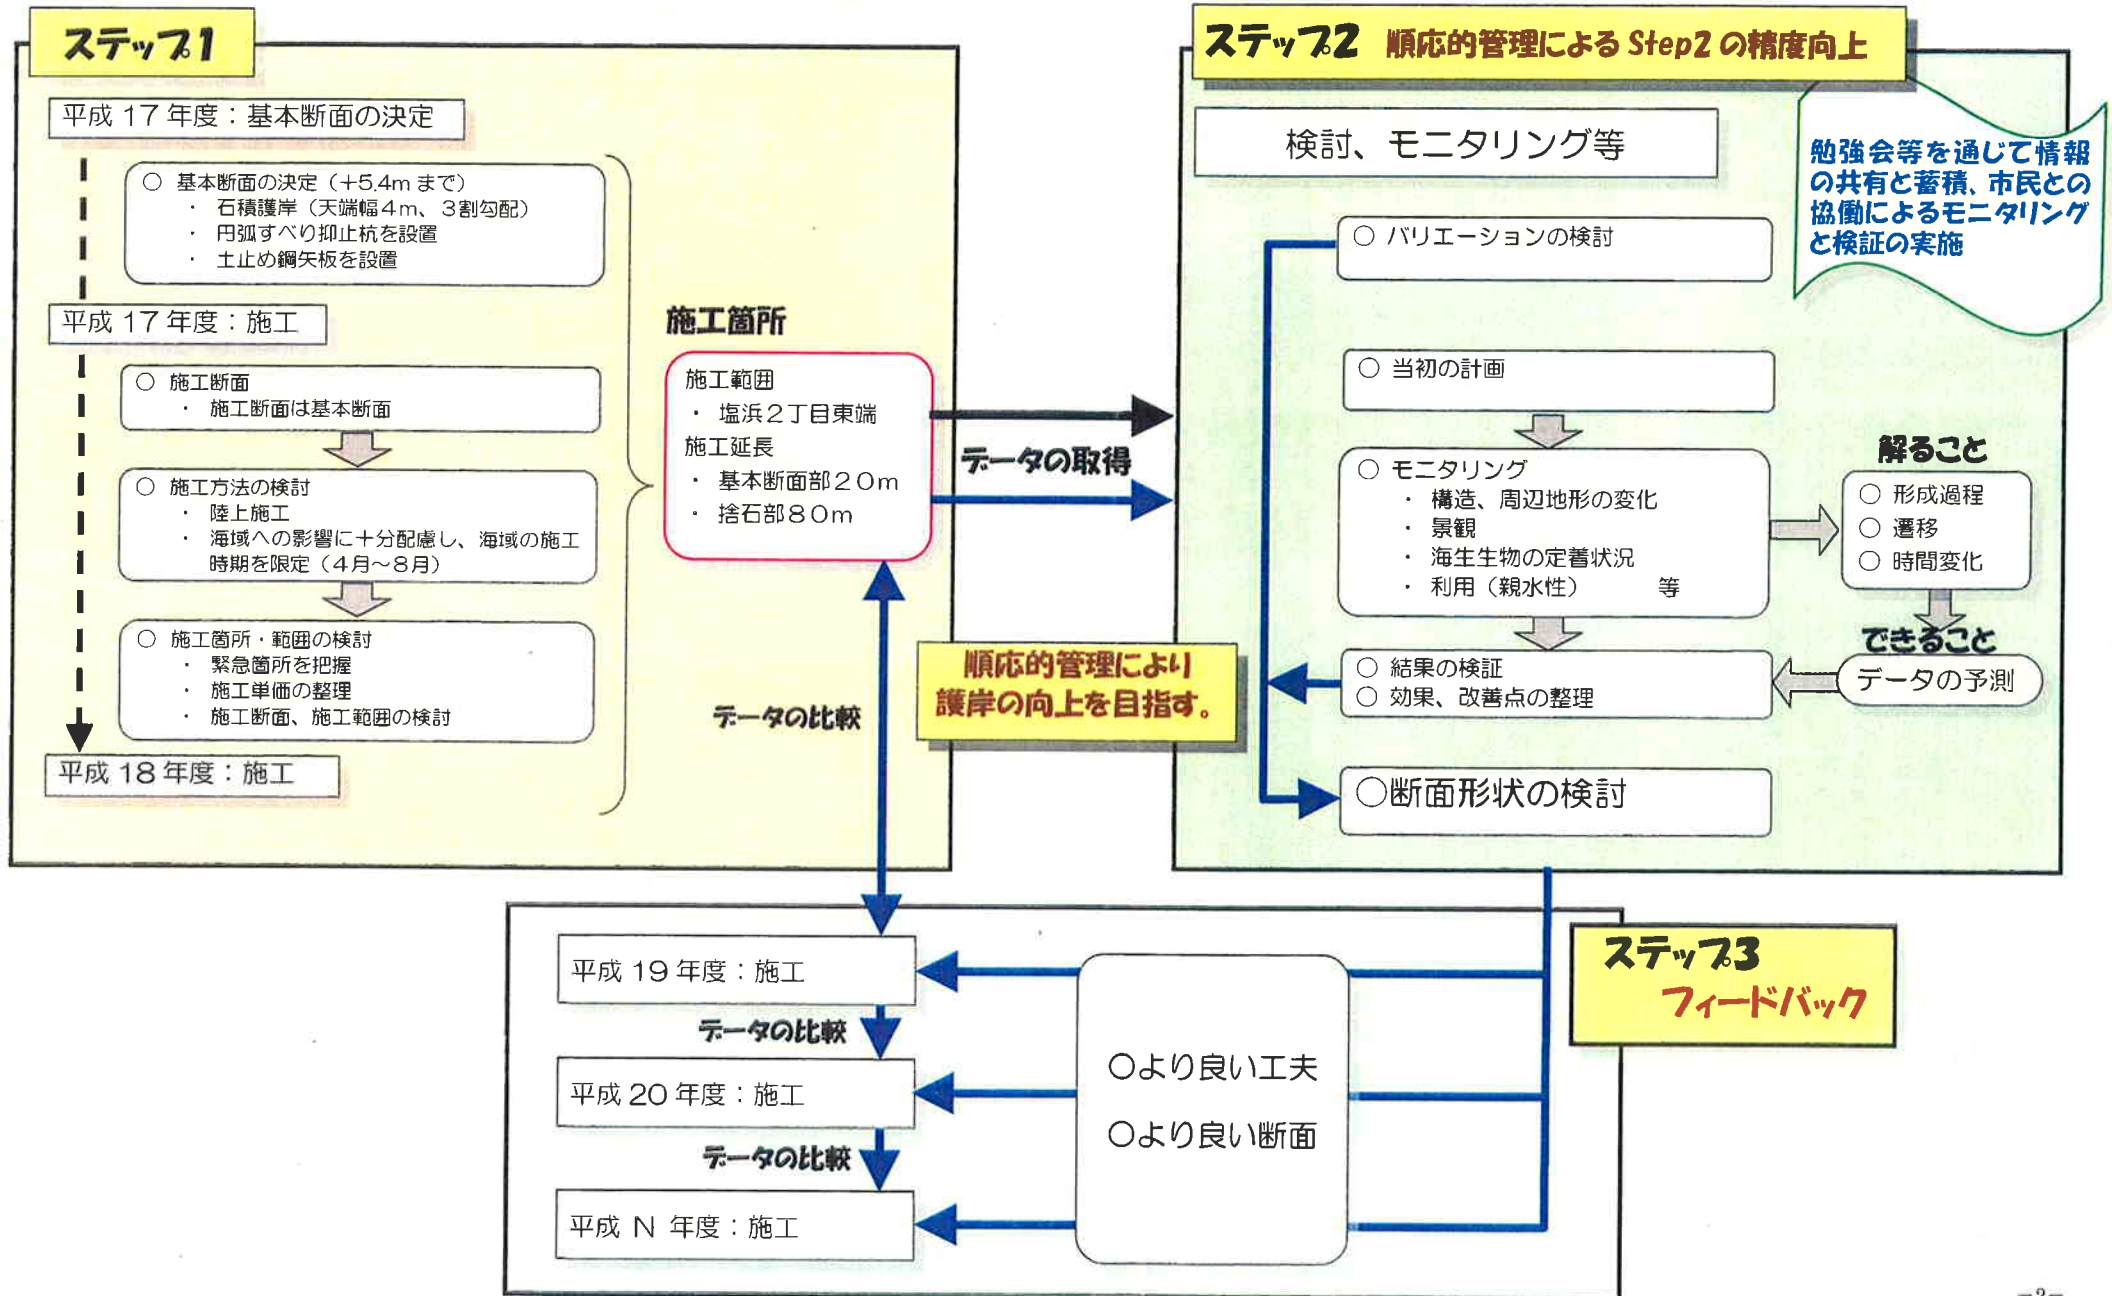 ステップ1
平成 17 年度：基本断面の決定
○ 基本断面の決定（＋5.4m まで）
・ 石積護岸（天端幅４ｍ、３割勾配）
・ 円弧すべり抑止杭を設置
・ 土止め鋼矢板を設置
平成 17 年度：施工
○ 施工断面
・ 施工断面は基本断面
○ 施工方法の検討
・ 陸上施工
・ 海域への影響に十分配慮し、海域の施工
時期を限定（４月～８月）
○ 施工箇所・範囲の検討
・ 緊急箇所を把握
・ 施工単価の整理
・ 施工断面、施工範囲の検討
平成 18 年度：施工
施工箇所
施工範囲
・ 塩浜２丁目東端
施工延長
・ 基本断面部２０ｍ
・ 捨石部８０ｍ
データの取得
データの比較
順応的管理により
護岸の向上を目指す。
ステップ2 順応的管理による Step2 の精度向上
検討、モニタリング等
勉強会等を通じて情報
の共有と蓄積、市民との
協働によるモニタリング
と検証の実施
○ バリエーションの検討
○ 当初の計画
○ モニタリング
・ 構造、周辺地形の変化
・ 景観
・ 海生生物の定着状況
・ 利用（親水性） 等
解ること
○ 形成過程
○ 遷移
○ 時間変化
できること
データの予測
○ 結果の検証
○ 効果、改善点の整理
○断面形状の検討
ステップ3
フィードバック
平成 19 年度：施工
データの比較
平成 20 年度：施工
データの比較
平成 N 年度：施工
○より良い工夫
○より良い断面
-2-